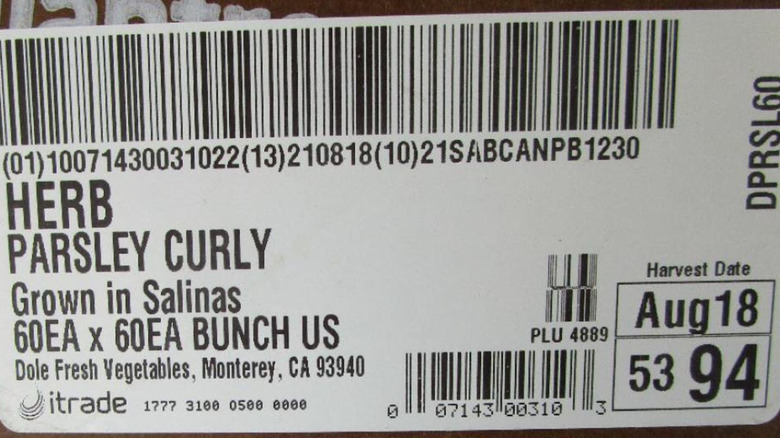 (01)10071430031022(13)210818(10)21SABCANPB1230
DPRSL60
HERB
PARSLEY CURLY
Grown in Salinas
60EA x 60EA BUNCH US
Dole Fresh Vegetables, Monterey, CA 93940
itrade 1777 3100 0500 0000
PLU 4889
0 07143 00310 3
Harvest Date
Aug18
53 94